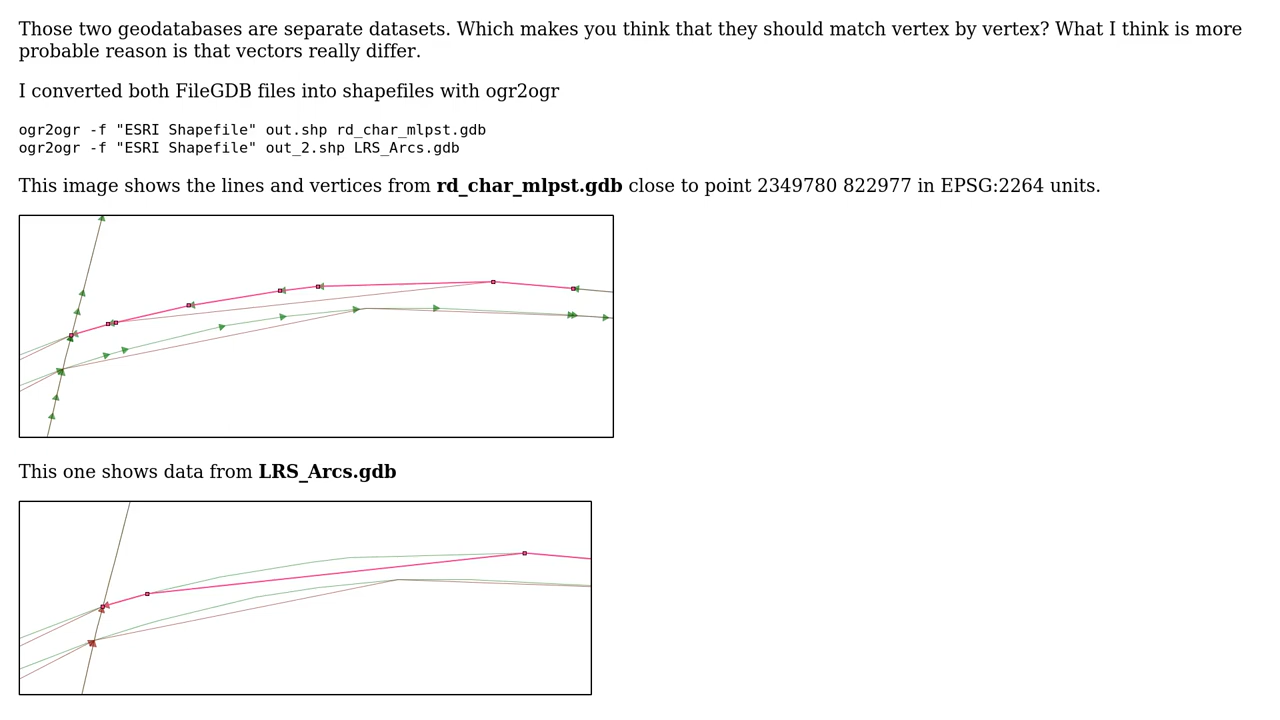 Those two geodatabases are separate datasets. Which makes you think that they should match vertex by vertex? What I think is more
probable reason is that vectors really differ.
I converted both FileGDB files into shapefiles with ogr2ogr
ogr2ogr -f "ESRI Shapefile" out.shp rd_char_mlpst.gdb
ogr2ogr -f "ESRI Shapefile" out_2.shp LRS_Arcs.gdb
This image shows the lines and vertices from rd_char_mlpst.gdb close to point 2349780 822977 in EPSG:2264 units.
This one shows data from LRS_Arcs.gdb